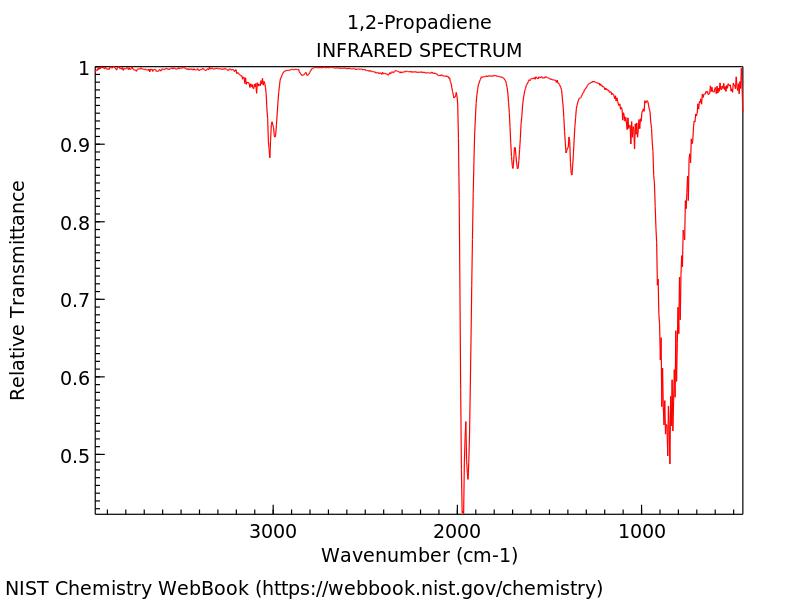 1,2-Propadiene
INFRARED SPECTRUM
1
0.9
0.8
0.7
0.6
0.5
Relative Transmittance
3000
2000
1000
Wavenumber (cm-1)
NIST Chemistry WebBook (https://webbook.nist.gov/chemistry)